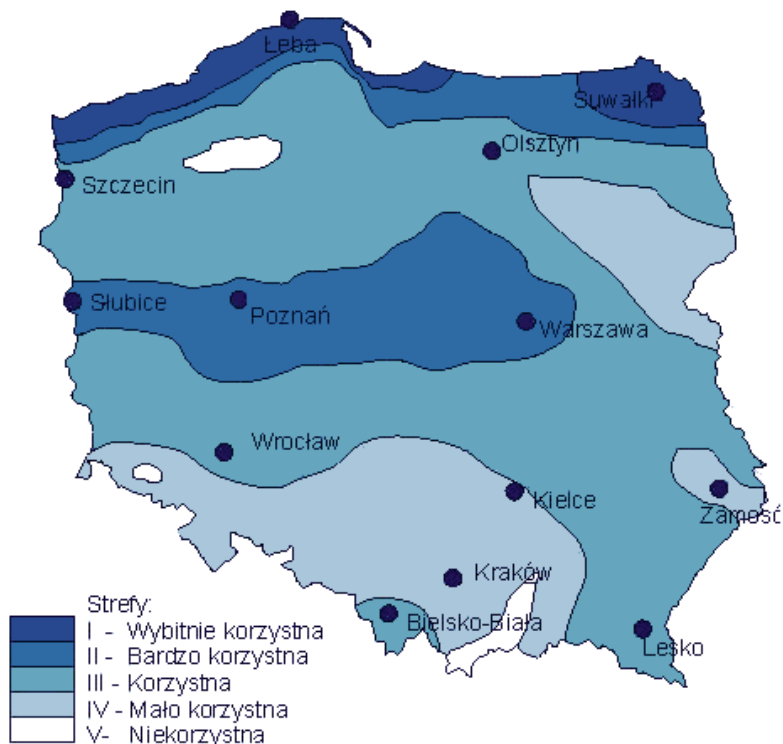 Łeba
Suwałki
Olsztyn
Szczecin
Słubice
Poznań
Warszawa
Wrocław
Kielce
Zamość
Kraków
Bielsko-Biała
Lesko
Strefy:
I - Wybitnie korzystna
II - Bardzo korzystna
III - Korzystna
IV - Mało korzystna
V- Niekorzystna